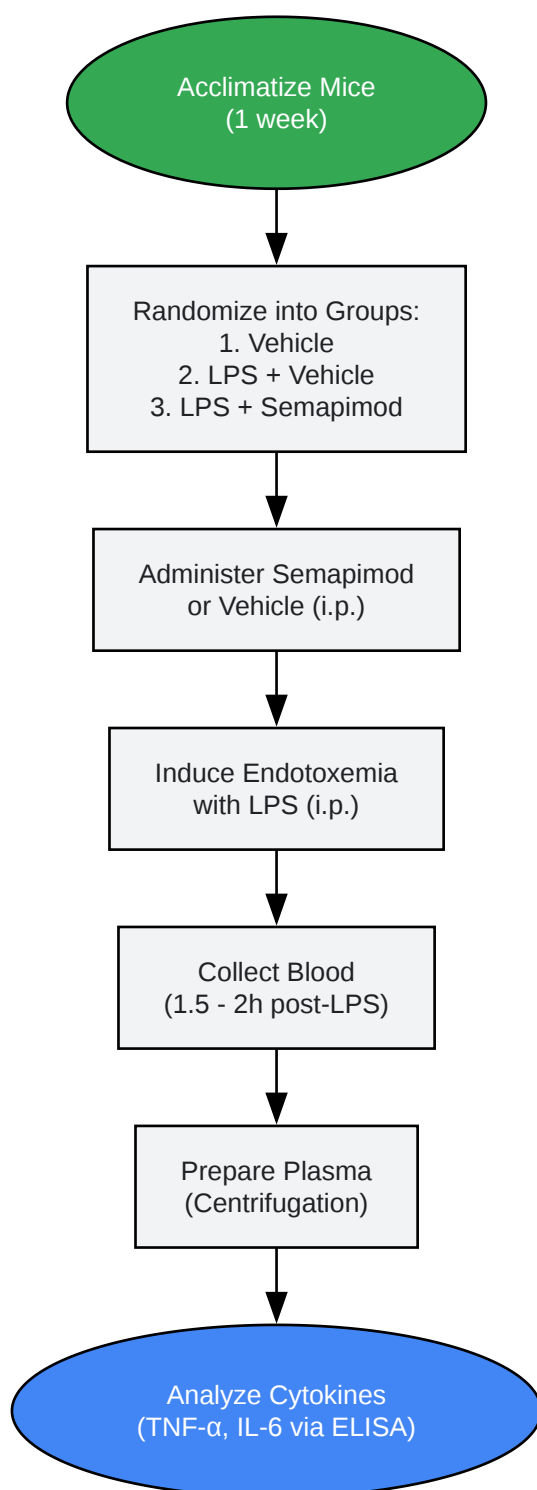 Acclimatize Mice
(1 week)
Randomize into Groups:
1. Vehicle
2. LPS + Vehicle
3. LPS + Semapimod
Administer Semapimod
or Vehicle (i.p.)
Induce Endotoxemia
with LPS (i.p.)
Collect Blood
(1.5 - 2h post-LPS)
Prepare Plasma
(Centrifugation)
Analyze Cytokines
(TNF-α, IL-6 via ELISA)